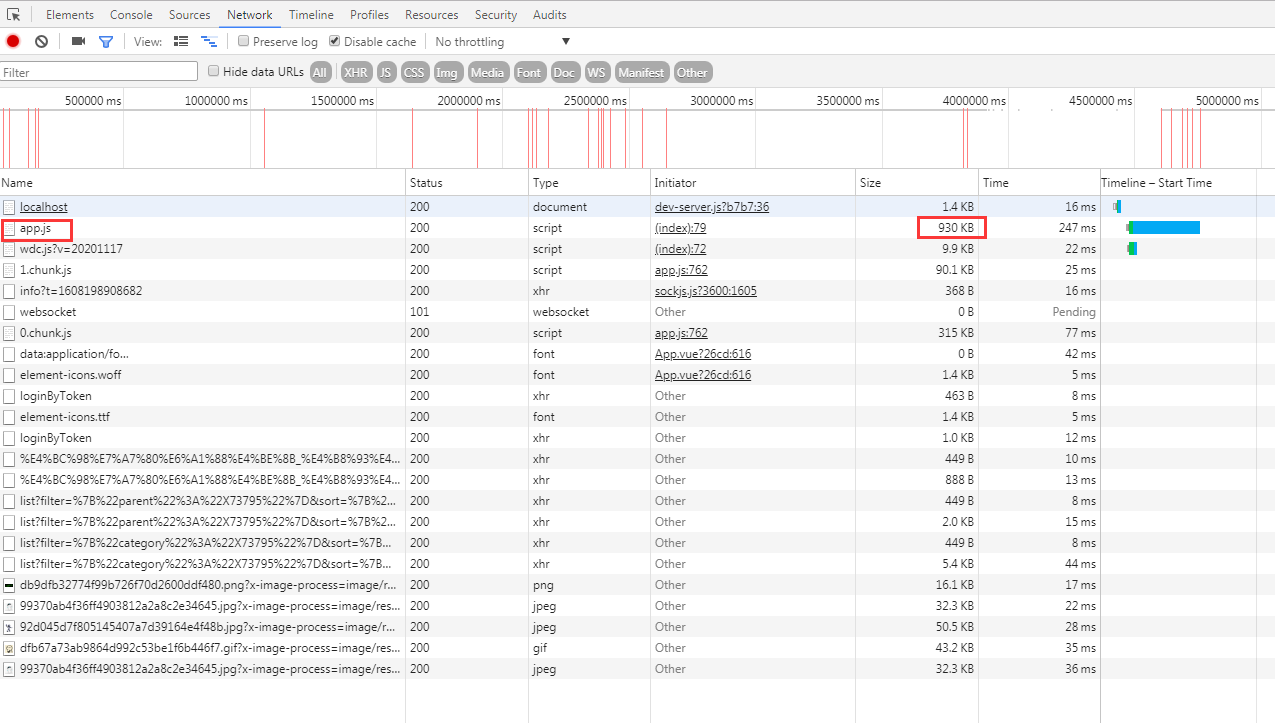 Elements Console Sources Network Timeline Profiles Resources Security Audits
View: Preserve log Disable cache No throttling ▼
Filter Hide data URLs All XHR JS CSS Img Media Font Doc WS Manifest Other
500000 ms 1000000 ms 1500000 ms 2000000 ms 2500000 ms 3000000 ms 3500000 ms 4000000 ms 4500000 ms 5000000 ms
Name Status Type Initiator Size Time Timeline – Start Time
localhost 200 document dev-server.js?b7b7:36 1.4 KB 16 ms
app.js 200 script (index):79 930 KB 247 ms
wdc.js?v=20201117 200 script (index):72 9.9 KB 22 ms
1.chunk.js 200 script app.js:762 90.1 KB 25 ms
info?t=1608198908682 200 xhr sockjs.js?3600:1605 368 B 16 ms
websocket 101 websocket Other 0 B Pending
0.chunk.js 200 script app.js:762 315 KB 77 ms
data:application/fo... 200 font App.vue?26cd:616 0 B 42 ms
element-icons.woff 200 font App.vue?26cd:616 1.4 KB 5 ms
loginByToken 200 xhr Other 463 B 8 ms
element-icons.ttf 200 font Other 1.4 KB 5 ms
loginByToken 200 xhr Other 1.0 KB 12 ms
%E4%BC%98%E7%A7%80%E6%A1%88%E4%BE%8B_%E4%B8%93%E4... 200 xhr Other 449 B 10 ms
%E4%BC%98%E7%A7%80%E6%A1%88%E4%BE%8B_%E4%B8%93%E4... 200 xhr Other 888 B 13 ms
list?filter=%7B%22parent%22%3A%22X73795%22%7D&sort=%7B%2... 200 xhr Other 449 B 8 ms
list?filter=%7B%22parent%22%3A%22X73795%22%7D&sort=%7B%2... 200 xhr Other 2.0 KB 15 ms
list?filter=%7B%22category%22%3A%22X73795%22%7D&sort=%7B... 200 xhr Other 449 B 8 ms
list?filter=%7B%22category%22%3A%22X73795%22%7D&sort=%7B... 200 xhr Other 5.4 KB 44 ms
db9dfb32774f99b726f70d2600ddf480.png?x-image-process=image/r... 200 png Other 16.1 KB 17 ms
99370ab4f36ff4903812a2a8c2e34645.jpg?x-image-process=image/res... 200 jpeg Other 32.3 KB 22 ms
92d045d7f805145407a7d39164e4f48b.jpg?x-image-process=image/r... 200 jpeg Other 50.5 KB 28 ms
dfb67a73ab9864d992c53be1f6b446f7.gif?x-image-process=image/res... 200 gif Other 43.2 KB 35 ms
99370ab4f36ff4903812a2a8c2e34645.jpg?x-image-process=image/res... 200 jpeg Other 32.3 KB 36 ms